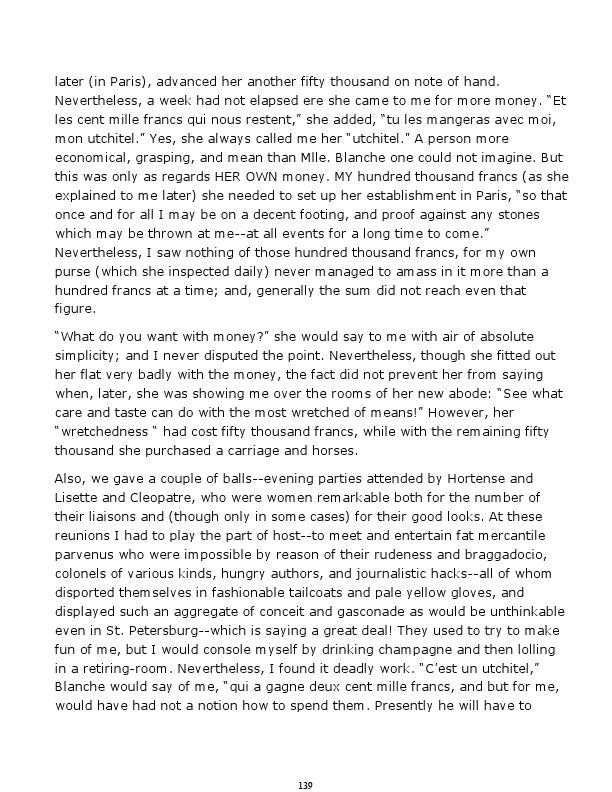 later (in Paris), advanced her another fifty thousand on note of hand.
Nevertheless, a week had not elapsed ere she came to me for more money. “Et
les cent mille francs qui nous restent,” she added, “tu les mangeras avec moi,
mon utchitel.” Yes, she always called me her “utchitel.” A person more
economical, grasping, and mean than Mlle. Blanche one could not imagine. But
this was only as regards HER OWN money. MY hundred thousand francs (as she
explained to me later) she needed to set up her establishment in Paris, “so that
once and for all I may be on a decent footing, and proof against any stones
which may be thrown at me--at all events for a long time to come.”
Nevertheless, I saw nothing of those hundred thousand francs, for my own
purse (which she inspected daily) never managed to amass in it more than a
hundred francs at a time; and, generally the sum did not reach even that
figure.
“What do you want with money?” she would say to me with air of absolute
simplicity; and I never disputed the point. Nevertheless, though she fitted out
her flat very badly with the money, the fact did not prevent her from saying
when, later, she was showing me over the rooms of her new abode: “See what
care and taste can do with the most wretched of means!” However, her
“wretchedness “ had cost fifty thousand francs, while with the remaining fifty
thousand she purchased a carriage and horses.
Also, we gave a couple of balls--evening parties attended by Hortense and
Lisette and Cleopatre, who were women remarkable both for the number of
their liaisons and (though only in some cases) for their good looks. At these
reunions I had to play the part of host--to meet and entertain fat mercantile
parvenus who were impossible by reason of their rudeness and braggadocio,
colonels of various kinds, hungry authors, and journalistic hacks--all of whom
disported themselves in fashionable tailcoats and pale yellow gloves, and
displayed such an aggregate of conceit and gasconade as would be unthinkable
even in St. Petersburg--which is saying a great deal! They used to try to make
fun of me, but I would console myself by drinking champagne and then lolling
in a retiring-room. Nevertheless, I found it deadly work. “C’est un utchitel,”
Blanche would say of me, “qui a gagne deux cent mille francs, and but for me,
would have had not a notion how to spend them. Presently he will have to
139